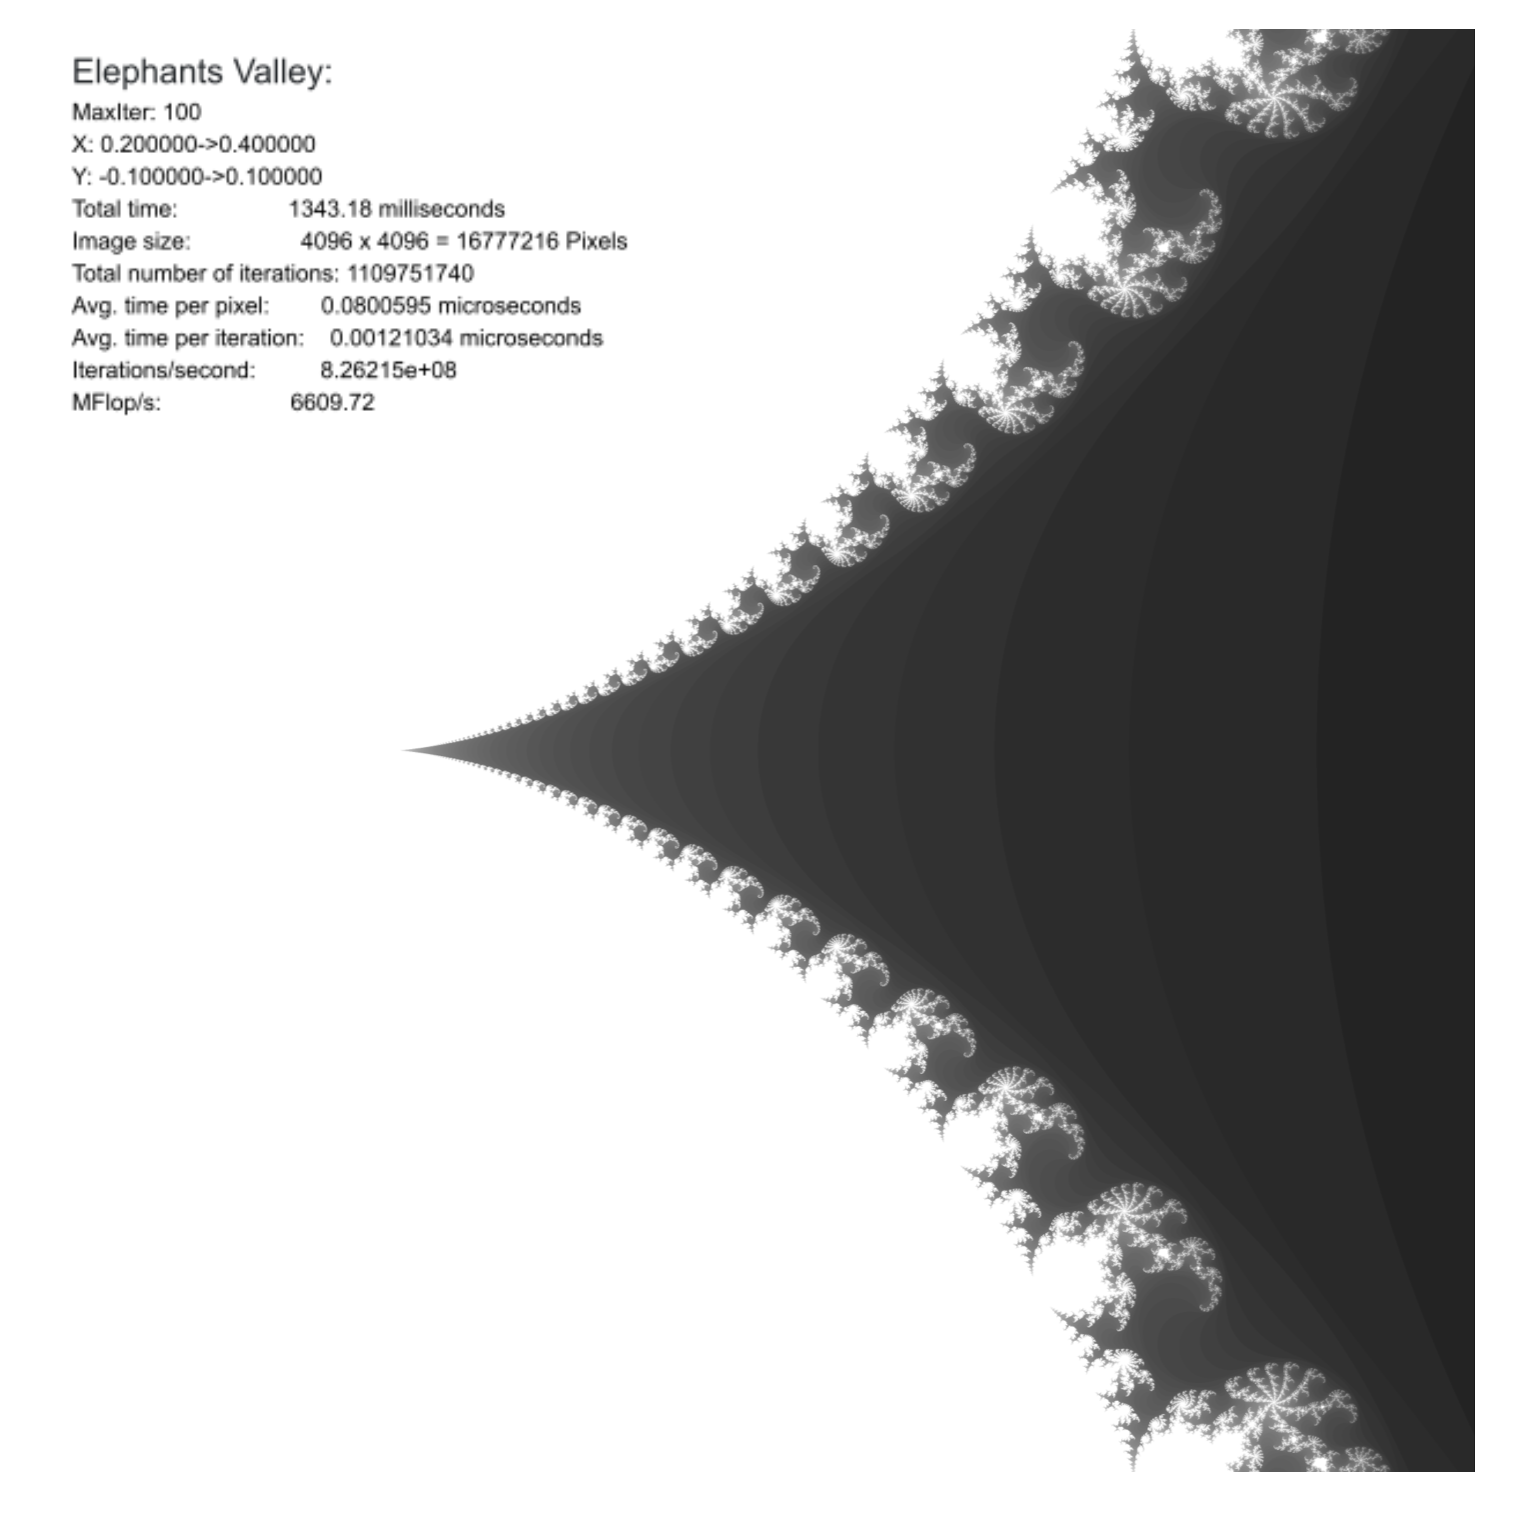 Elephants Valley:
MaxIter: 100
X: 0.200000->0.400000
Y: -0.100000->0.100000
Total time: 1343.18 milliseconds
Image size: 4096 x 4096 = 16777216 Pixels
Total number of iterations: 1109751740
Avg. time per pixel: 0.0800595 microseconds
Avg. time per iteration: 0.00121034 microseconds
Iterations/second: 8.26215e+08
MFlop/s: 6609.72